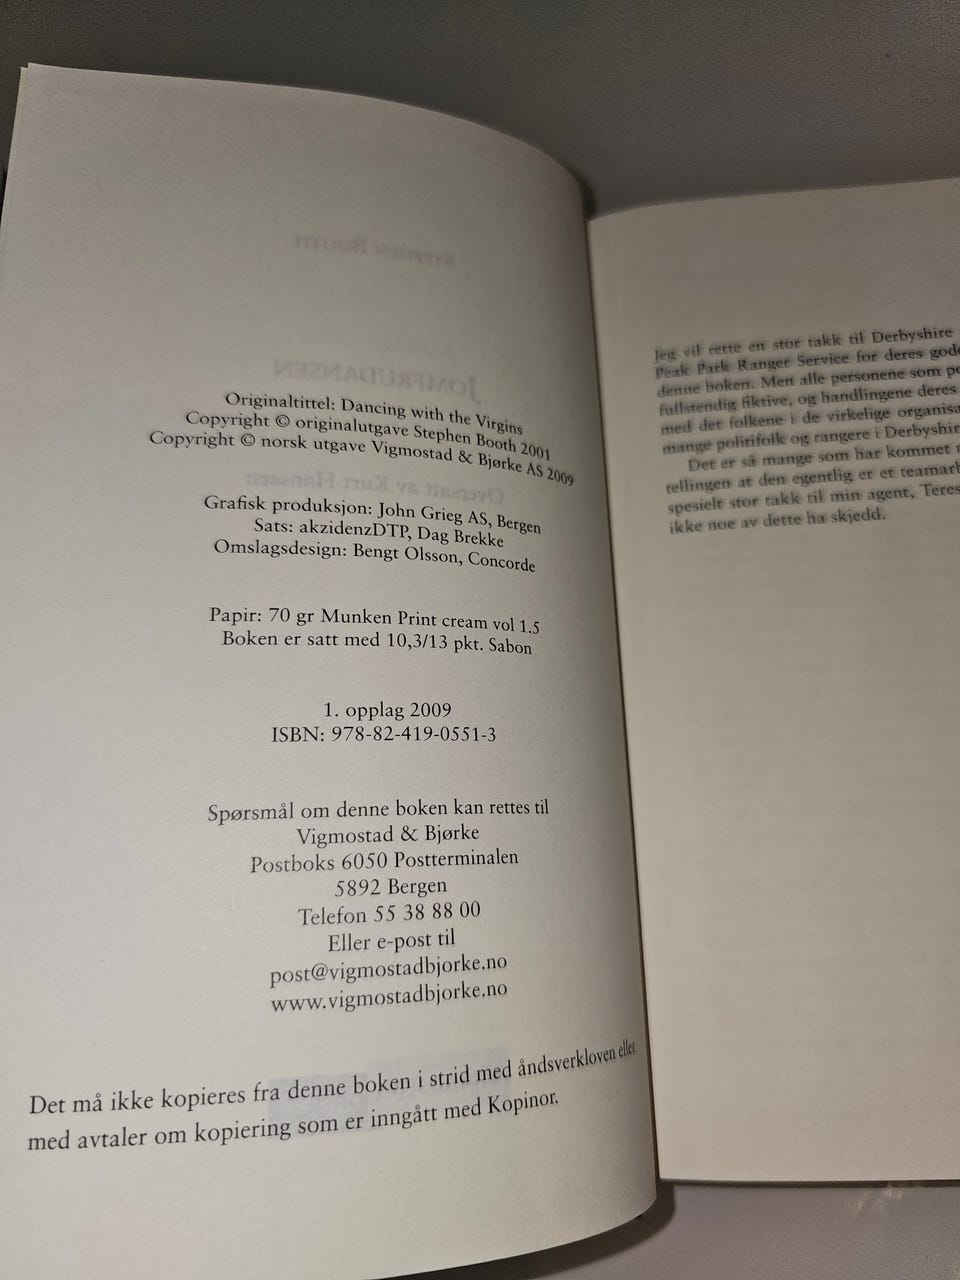 STEPHEN BOOTH
JOMFRUDANSEN
Oversatt av Kurt Hanssen
Originaltittel: Dancing with the Virgins
Copyright © originalutgave Stephen Booth 2001
Copyright © norsk utgave Vigmostad & Bjørke AS 2009
Grafisk produksjon: John Grieg AS, Bergen
Sats: akzidenzDTP, Dag Brekke
Omslagsdesign: Bengt Olsson, Concorde
Papir: 70 gr Munken Print cream vol 1.5
Boken er satt med 10,3/13 pkt. Sabon
1. opplag 2009
ISBN: 978-82-419-0551-3
Spørsmål om denne boken kan rettes til
Vigmostad & Bjørke
Postboks 6050 Postterminalen
5892 Bergen
Telefon 55 38 88 00
Eller e-post til
post@vigmostadbjorke.no
www.vigmostadbjorke.no
Det må ikke kopieres fra denne boken i strid med åndsverkloven eller
med avtaler om kopiering som er inngått med Kopinor.
Jeg vil rette en stor takk til Derbyshire
Peak Park Ranger Service for deres
denne boken. Men alle personene som
fullstendig fiktive, og handlingene deres
med det folkene i de virkelige
mange politifolk og rangere i
Det er så mange som har kommet
tellingen at den egentlig er et
spesielt stor takk til min agent,
ikke noe av dette ha skjedd.